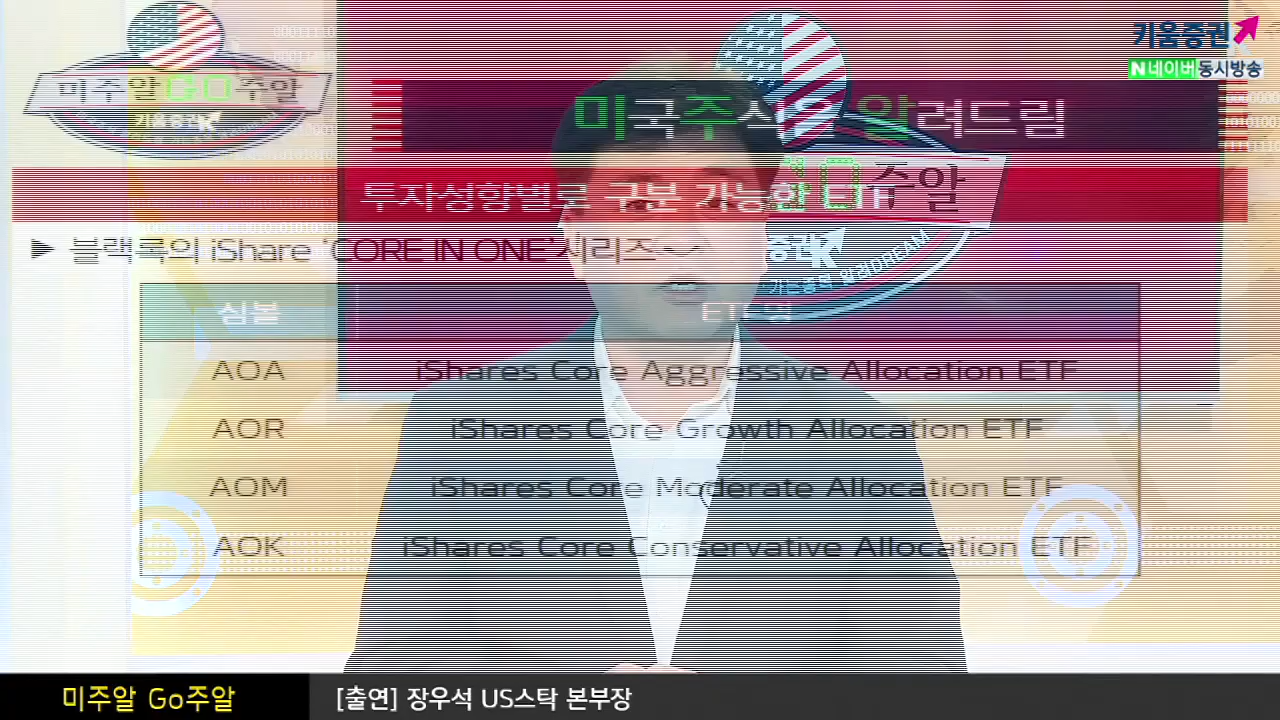 키움증권
N 네이버 동시방송
미주알GO주알
키움증권
미국주식을 알려드림
투자성향별로 구분 가능한 ETF
주알
증권
▶ 블랙록의 iShare ‘CORE IN ONE’ 시리즈
심볼 ETF명
AOA iShares Core Aggressive Allocation ETF
AOR iShares Core Growth Allocation ETF
AOM iShares Core Moderate Allocation ETF
AOK iShares Core Conservative Allocation ETF
미주알 Go주알 [출연] 장우석 US스탁 본부장